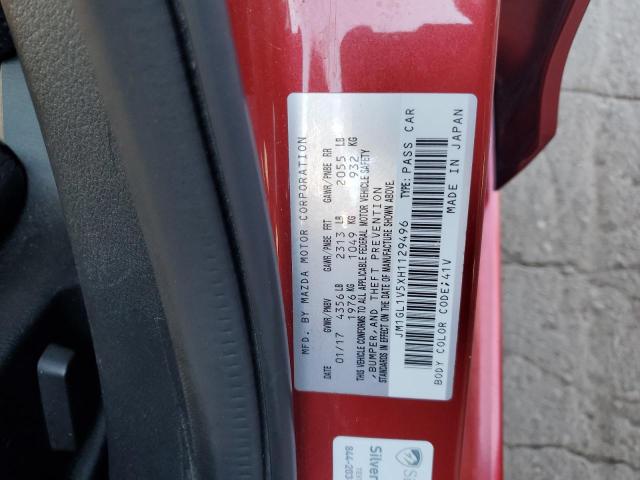 MFD. BY MAZDA MOTOR CORPORATION
DATE GVWR/PNBV GAWR/PNBE FRT GAWR/PNBE RR
01/17 4356 LB 2313 LB 2055 LB
1976 KG 1049 KG 932 KG
THIS VEHICLE CONFORMS TO ALL APPLICABLE FEDERAL MOTOR VEHICLE SAFETY
,BUMPER,AND THEFT PREVENTION
STANDARDS IN EFFECT ON THE DATE OF MANUFACTURE SHOWN ABOVE.
JM1GL1V5XH1129496 TYPE: PASS CAR
BODY COLOR CODE;41V MADE IN JAPAN
Silver
844-203